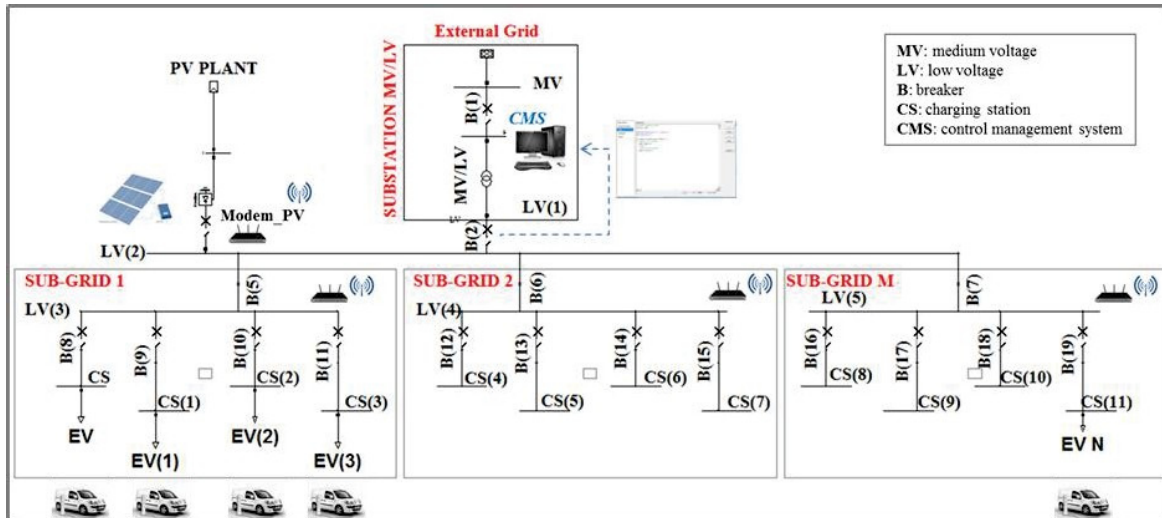 External Grid
PV PLANT
SUBSTATION MV/LV
MV
B(1)
CMS
MV/LV
LV(1)
LV
B(2)
MV: medium voltage
LV: low voltage
B: breaker
CS: charging station
CMS: control management system
Modem_PV
LV(2)
SUB-GRID 1
B(5)
LV(3)
B(8)
B(9)
B(10)
B(11)
CS
CS(1)
CS(2)
CS(3)
EV
EV(1)
EV(2)
EV(3)
SUB-GRID 2
B(6)
LV(4)
B(12)
B(13)
B(14)
B(15)
CS(4)
CS(5)
CS(6)
CS(7)
SUB-GRID M
B(7)
LV(5)
B(16)
B(17)
B(18)
B(19)
CS(8)
CS(9)
CS(10)
CS(11)
EV N